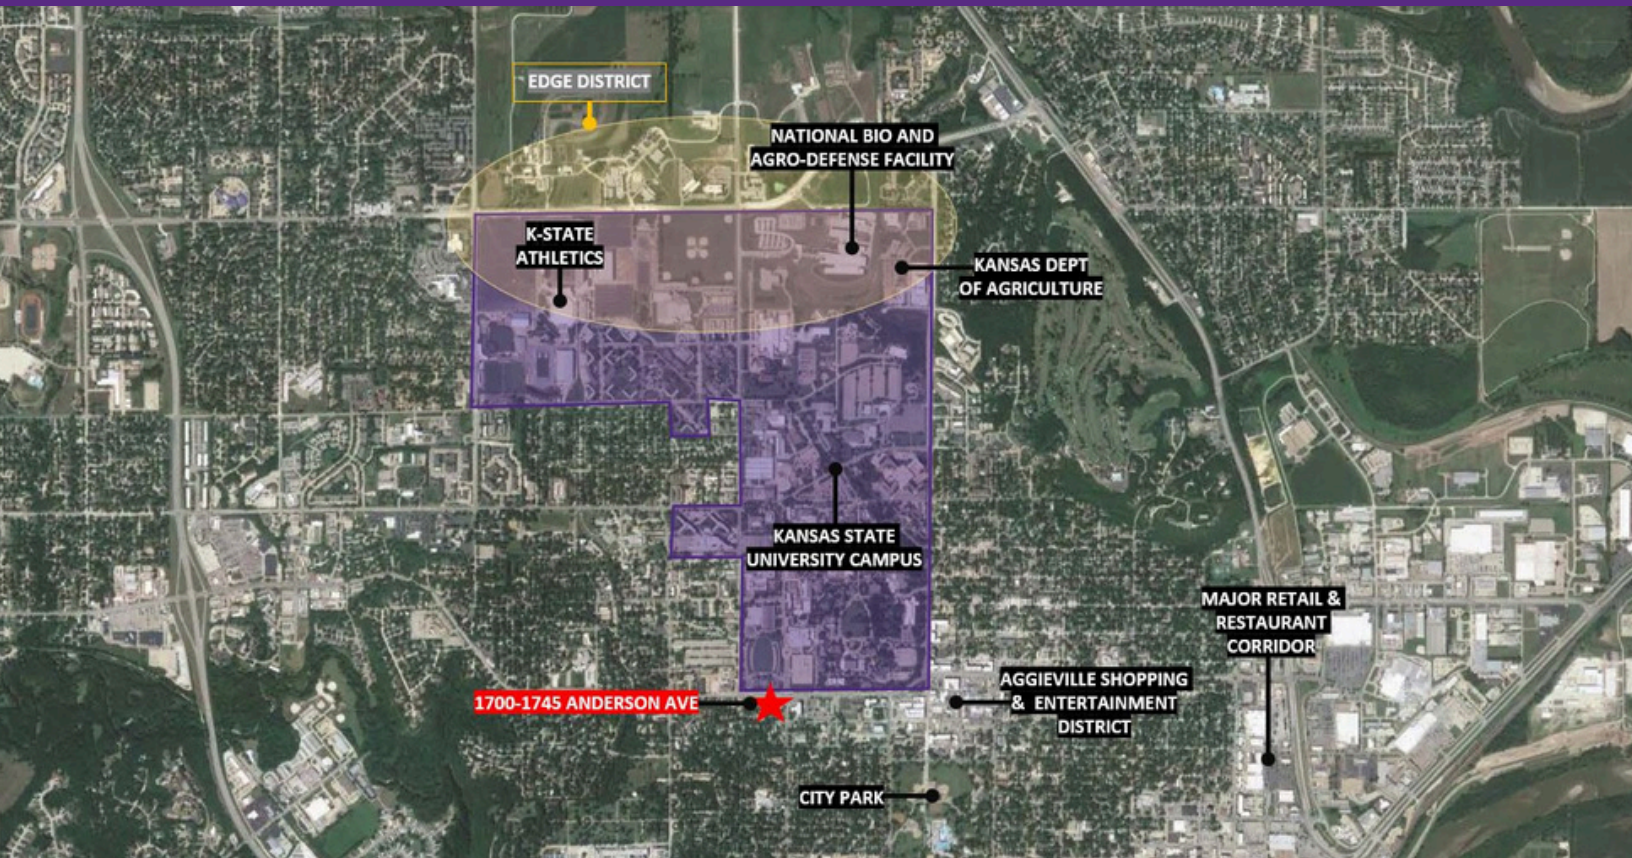 EDGE DISTRICT
NATIONAL BIO AND
AGRO-DEFENSE FACILITY
K-STATE
ATHLETICS
KANSAS DEPT
OF AGRICULTURE
KANSAS STATE
UNIVERSITY CAMPUS
MAJOR RETAIL &
RESTAURANT
CORRIDOR
1700-1745 ANDERSON AVE
AGGIEVILLE SHOPPING
& ENTERTAINMENT
DISTRICT
CITY PARK